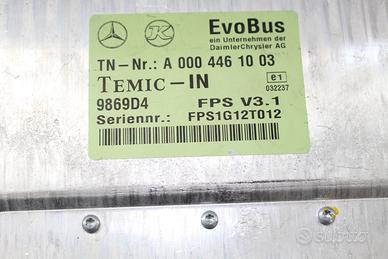 EvoBus
ein Unternehmen der
DaimlerChrysler AG
TN-Nr.: A 000 446 10 03
TEMIC-IN
e1
032237
9869D4 FPS V3.1
Seriennr.: FPS1G12T012
subito